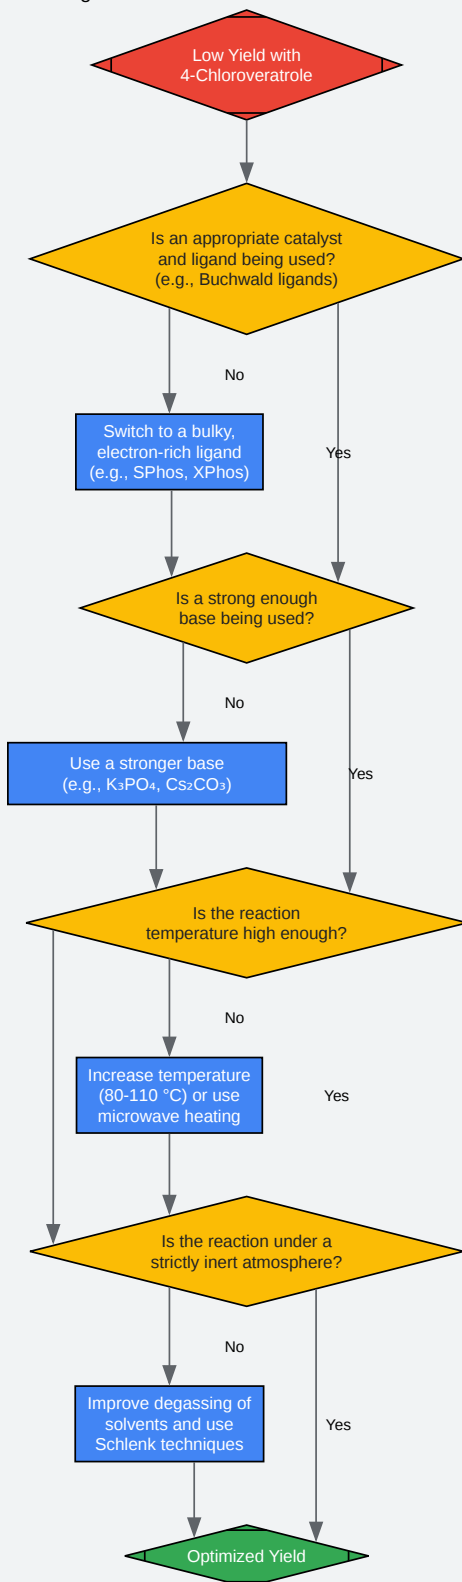 Low Yield with
4-Chloroveratrole
Is an appropriate catalyst
and ligand being used?
(e.g., Buchwald ligands)
No
Switch to a bulky,
electron-rich ligand
(e.g., SPhos, XPhos)
Yes
Is a strong enough
base being used?
No
Use a stronger base
(e.g., K₃PO₄, Cs₂CO₃)
Yes
Is the reaction
temperature high enough?
No
Increase temperature
(80-110 °C) or use
microwave heating
Yes
Is the reaction under a
strictly inert atmosphere?
No
Improve degassing of
solvents and use
Schlenk techniques
Yes
Optimized Yield